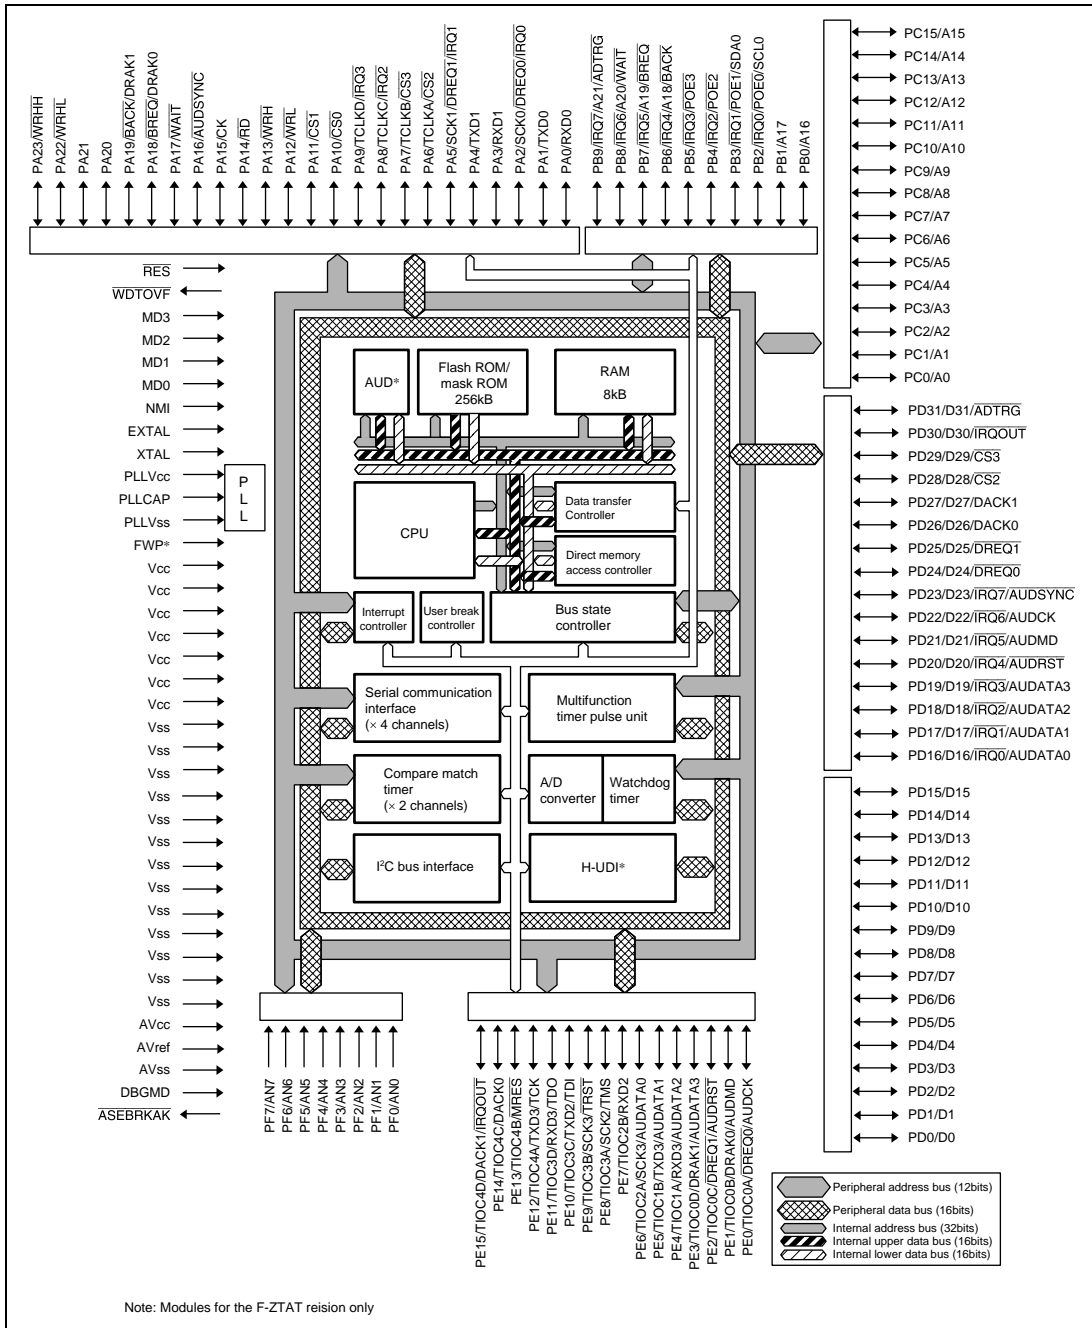 PA23/WRHH
PA22/WRHL
PA21
PA20
PA19/BACK/DRAK1
PA18/BREQ/DRAK0
PA17/WAIT
PA16/AUDSYNC
PA15/CK
PA14/RD
PA13/WRH
PA12/WRL
PA11/CS1
PA10/CS0
PA9/TCLKD/IRQ3
PA8/TCLKC/IRQ2
PA7/TCLKB/CS3
PA6/TCLKA/CS2
PA5/SCK1/DREQ1/IRQ1
PA4/TXD1
PA3/RXD1
PA2/SCK0/DREQ0/IRQ0
PA1/TXD0
PA0/RXD0
PB9/IRQ7/A21/ADTRG
PB8/IRQ6/A20/WAIT
PB7/IRQ5/A19/BREQ
PB6/IRQ4/A18/BACK
PB5/IRQ3/POE3
PB4/IRQ2/POE2
PB3/IRQ1/POE1/SDA0
PB2/IRQ0/POE0/SCL0
PB1/A17
PB0/A16
PC15/A15
PC14/A14
PC13/A13
PC12/A12
PC11/A11
PC10/A10
PC9/A9
PC8/A8
PC7/A7
PC6/A6
PC5/A5
PC4/A4
PC3/A3
PC2/A2
PC1/A1
PC0/A0
RES
WDTOVF
MD3
MD2
MD1
MD0
NMI
EXTAL
XTAL
PLLVcc
PLLCAP
PLLVss
FWP*
Vcc
Vcc
Vcc
Vcc
Vcc
Vcc
Vcc
Vss
Vss
Vss
Vss
Vss
Vss
Vss
Vss
Vss
Vss
Vss
Vss
Vss
AVcc
AVref
AVss
DBGMD
ASEBRKAK
P
L
L
AUD*
Flash ROM/
mask ROM
256kB
RAM
8kB
CPU
Data transfer
Controller
Direct memory
access controller
Interrupt
controller
User break
controller
Bus state
controller
Serial communication
interface
(× 4 channels)
Multifunction
timer pulse unit
Compare match
timer
(× 2 channels)
A/D
converter
Watchdog
timer
I²C bus interface
H-UDI*
PD31/D31/ADTRG
PD30/D30/IRQOUT
PD29/D29/CS3
PD28/D28/CS2
PD27/D27/DACK1
PD26/D26/DACK0
PD25/D25/DREQ1
PD24/D24/DREQ0
PD23/D23/IRQ7/AUDSYNC
PD22/D22/IRQ6/AUDCK
PD21/D21/IRQ5/AUDMD
PD20/D20/IRQ4/AUDRST
PD19/D19/IRQ3/AUDATA3
PD18/D18/IRQ2/AUDATA2
PD17/D17/IRQ1/AUDATA1
PD16/D16/IRQ0/AUDATA0
PD15/D15
PD14/D14
PD13/D13
PD12/D12
PD11/D11
PD10/D10
PD9/D9
PD8/D8
PD7/D7
PD6/D6
PD5/D5
PD4/D4
PD3/D3
PD2/D2
PD1/D1
PD0/D0
PF7/AN7
PF6/AN6
PF5/AN5
PF4/AN4
PF3/AN3
PF2/AN2
PF1/AN1
PF0/AN0
PE15/TIOC4D/DACK1/IRQOUT
PE14/TIOC4C/DACK0
PE13/TIOC4B/MRES
PE12/TIOC4A/TXD3/TCK
PE11/TIOC3D/RXD3/TDO
PE10/TIOC3C/TXD2/TDI
PE9/TIOC3B/SCK3/TRST
PE8/TIOC3A/SCK2/TMS
PE7/TIOC2B/RXD2
PE6/TIOC2A/SCK3/AUDATA0
PE5/TIOC1B/TXD3/AUDATA1
PE4/TIOC1A/RXD3/AUDATA2
PE3/TIOC0D/DRAK1/AUDATA3
PE2/TIOC0C/DREQ1/AUDRST
PE1/TIOC0B/DRAK0/AUDMD
PE0/TIOC0A/DREQ0/AUDCK
Peripheral address bus (12bits)
Peripheral data bus (16bits)
Internal address bus (32bits)
Internal upper data bus (16bits)
Internal lower data bus (16bits)
Note: Modules for the F-ZTAT reision only